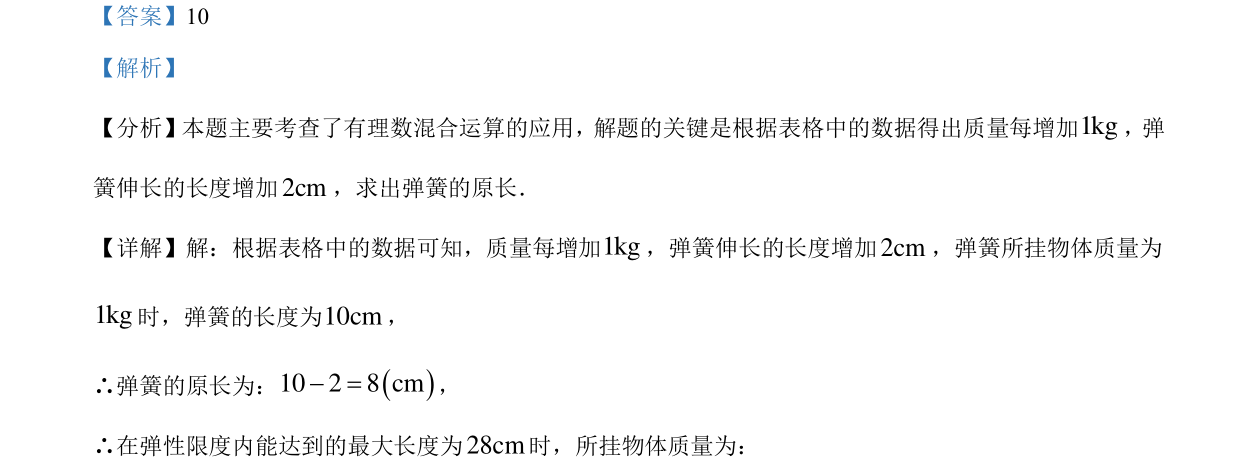 【答案】10
【解析】
【分析】本题主要考查了有理数混合运算的应用，解题的关键是根据表格中的数据得出质量每增加1kg，弹
簧伸长的长度增加2cm，求出弹簧的原长．
【详解】解：根据表格中的数据可知，质量每增加1kg，弹簧伸长的长度增加2cm，弹簧所挂物体质量为
1kg时，弹簧的长度为10cm，
∴弹簧的原长为：10－2＝8(cm)，
∴在弹性限度内能达到的最大长度为28cm时，所挂物体质量为：